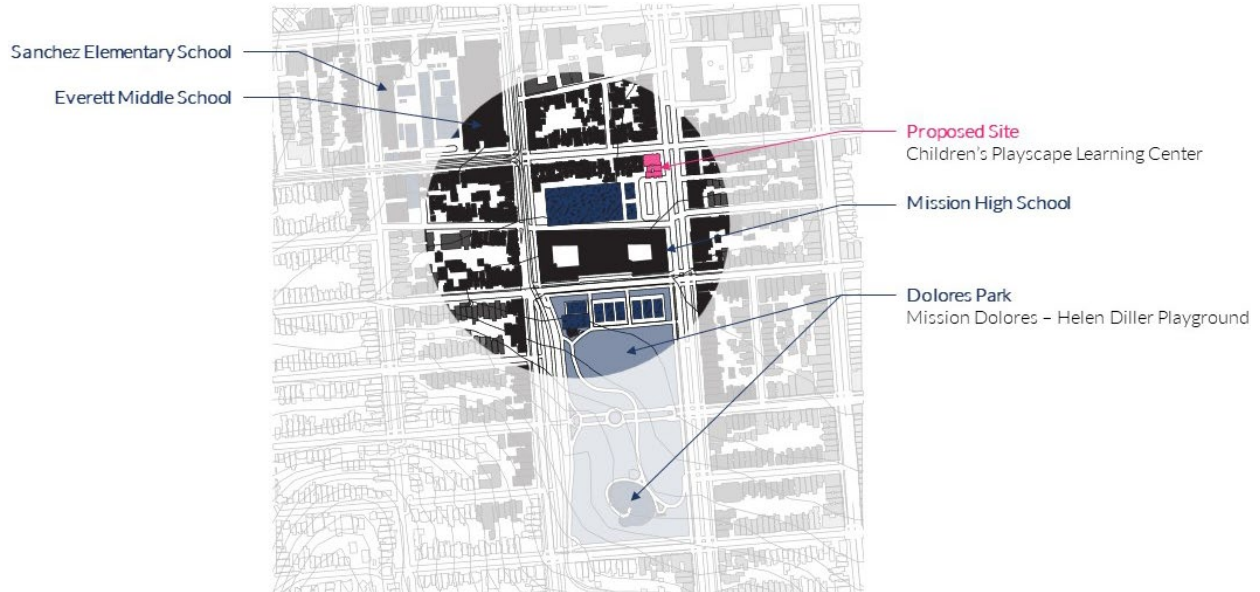 Sanchez Elementary School
Everett Middle School
Proposed Site
Children's Playscape Learning Center
Mission High School
Dolores Park
Mission Dolores – Helen Diller Playground